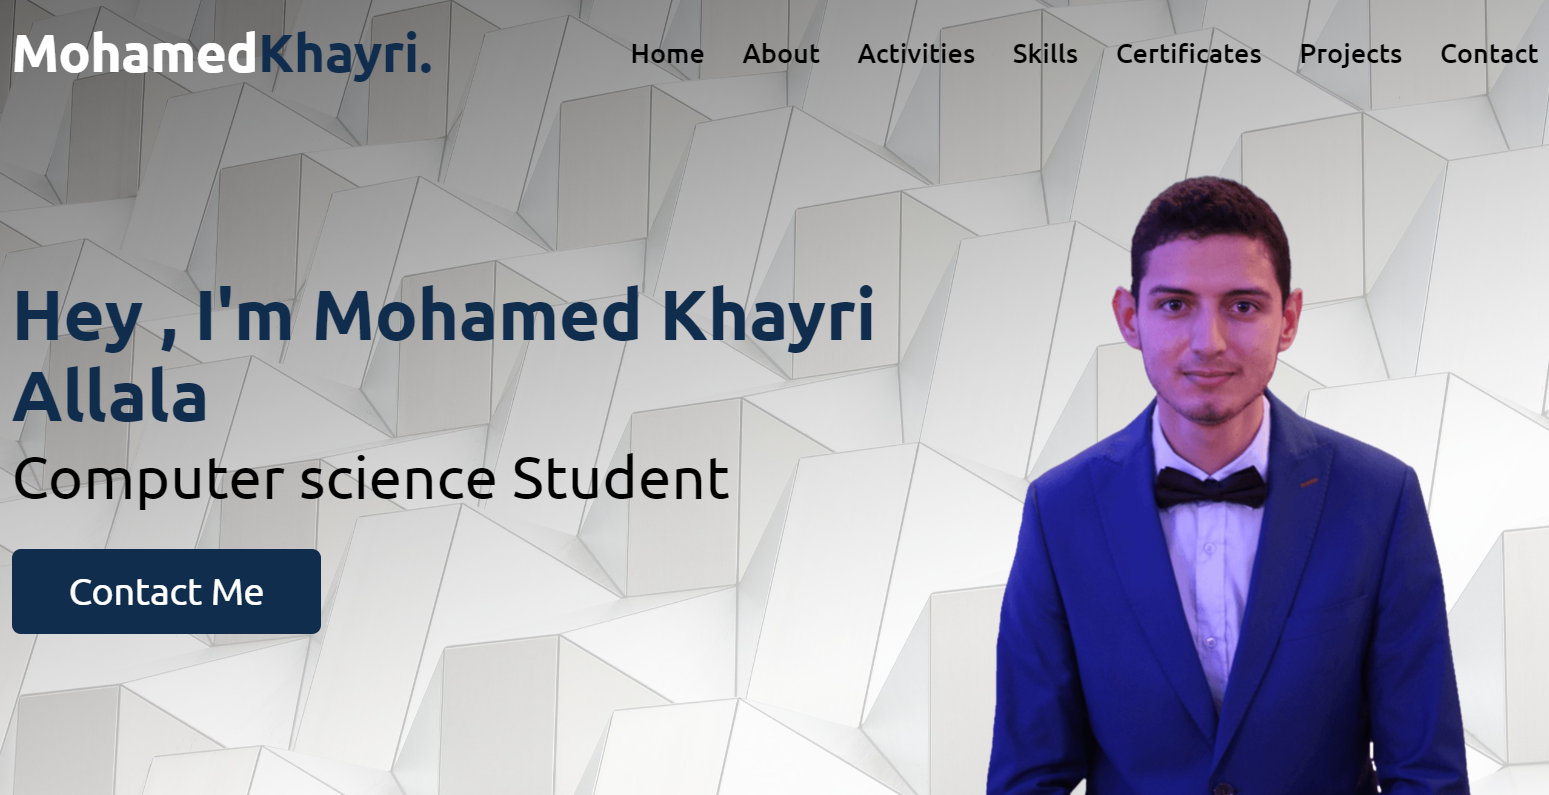 MohamedKhayri.
Home About Activities Skills Certificates Projects Contact
Hey , I'm Mohamed Khayri
Allala
Computer science Student
Contact Me